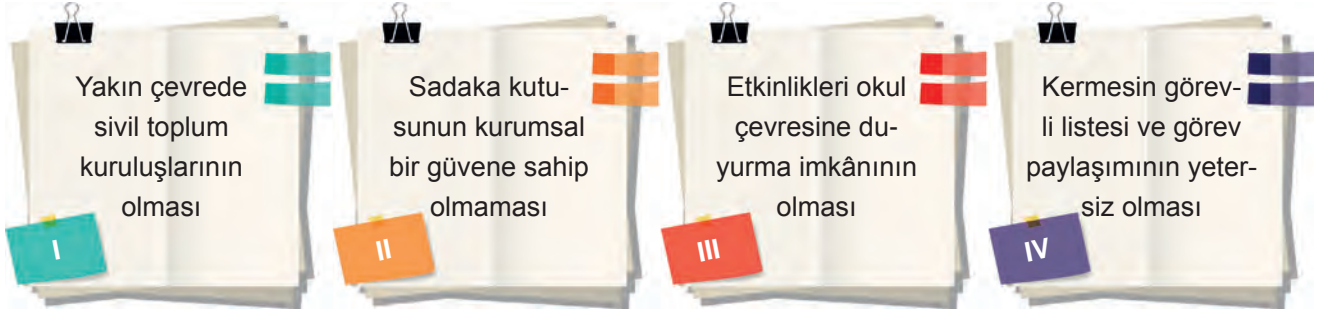 Yakın çevrede
sivil toplum
kuruluşlarının
olması
I
Sadaka kutu-
sunun kurumsal
bir güvene sahip
olmaması
II
Etkinlikleri okul
çevresine du-
yurma imkânının
olması
III
Kermesin görev-
li listesi ve görev
paylaşımının yeter-
siz olması
IV